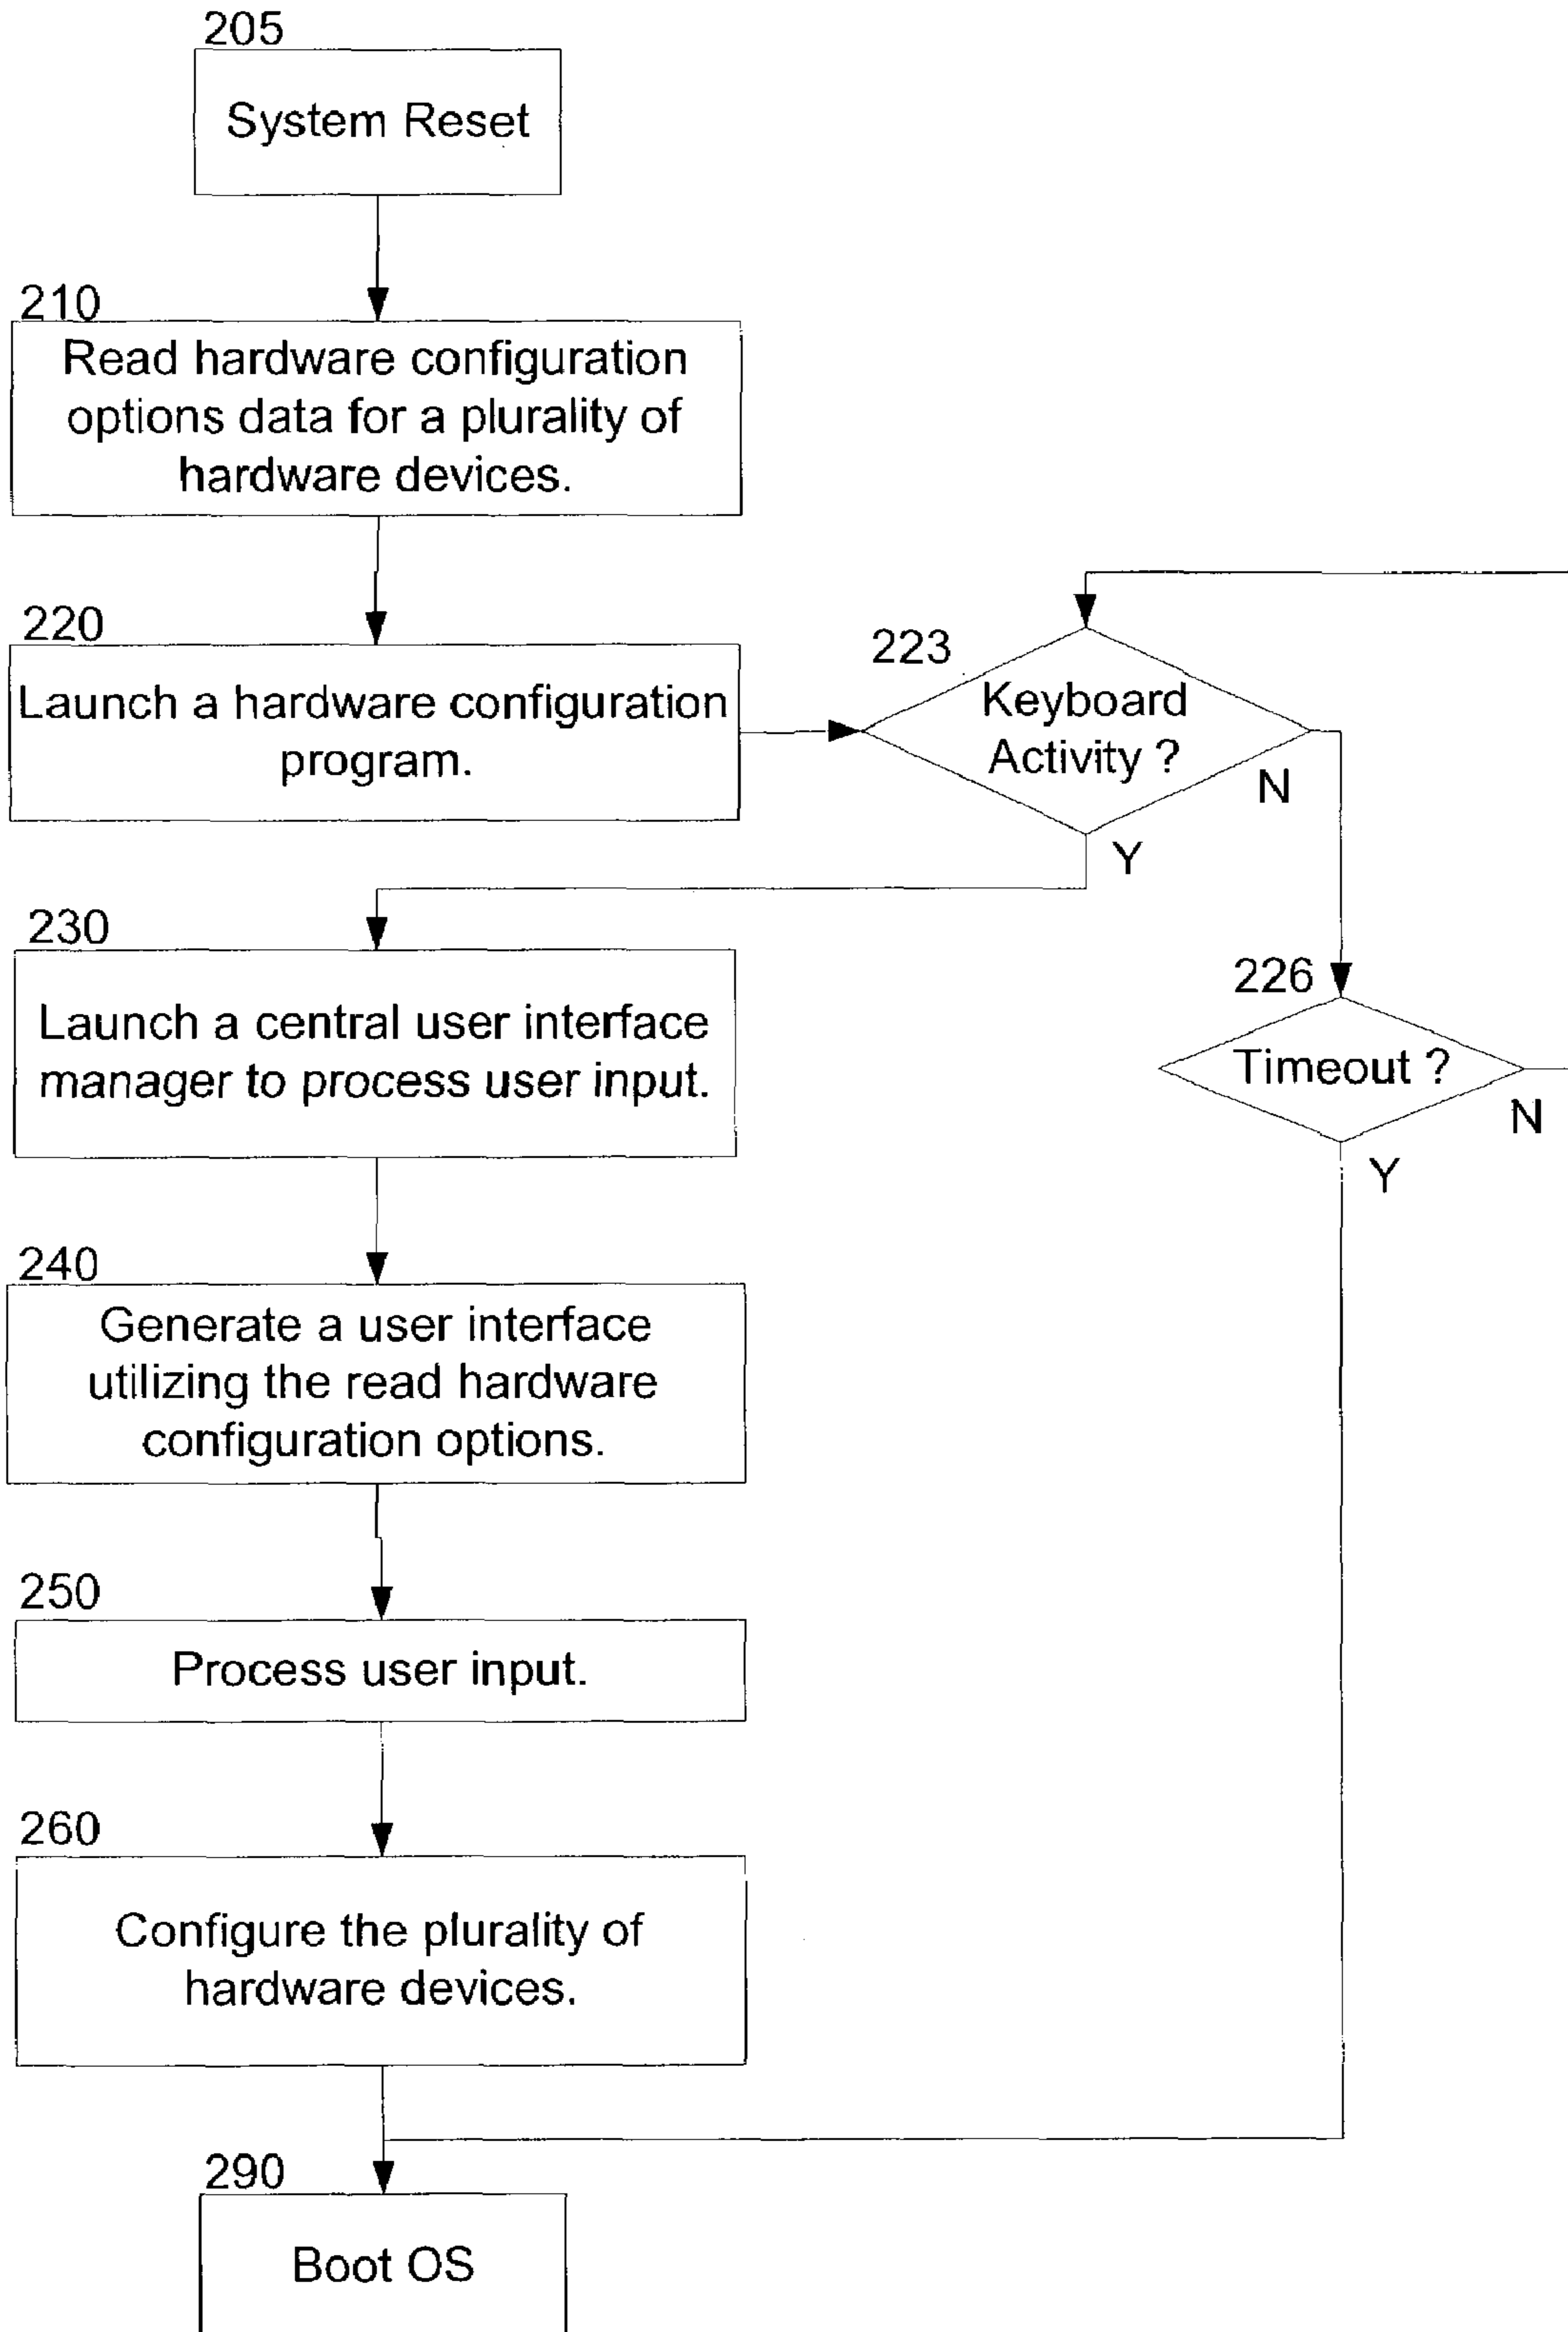 205
System Reset
210
Read hardware configuration
options data for a plurality of
hardware devices.
220
Launch a hardware configuration
program.
223
Keyboard
Activity ?
N
Y
226
Timeout ?
N
Y
230
Launch a central user interface
manager to process user input.
240
Generate a user interface
utilizing the read hardware
configuration options.
250
Process user input.
260
Configure the plurality of
hardware devices.
290
Boot OS